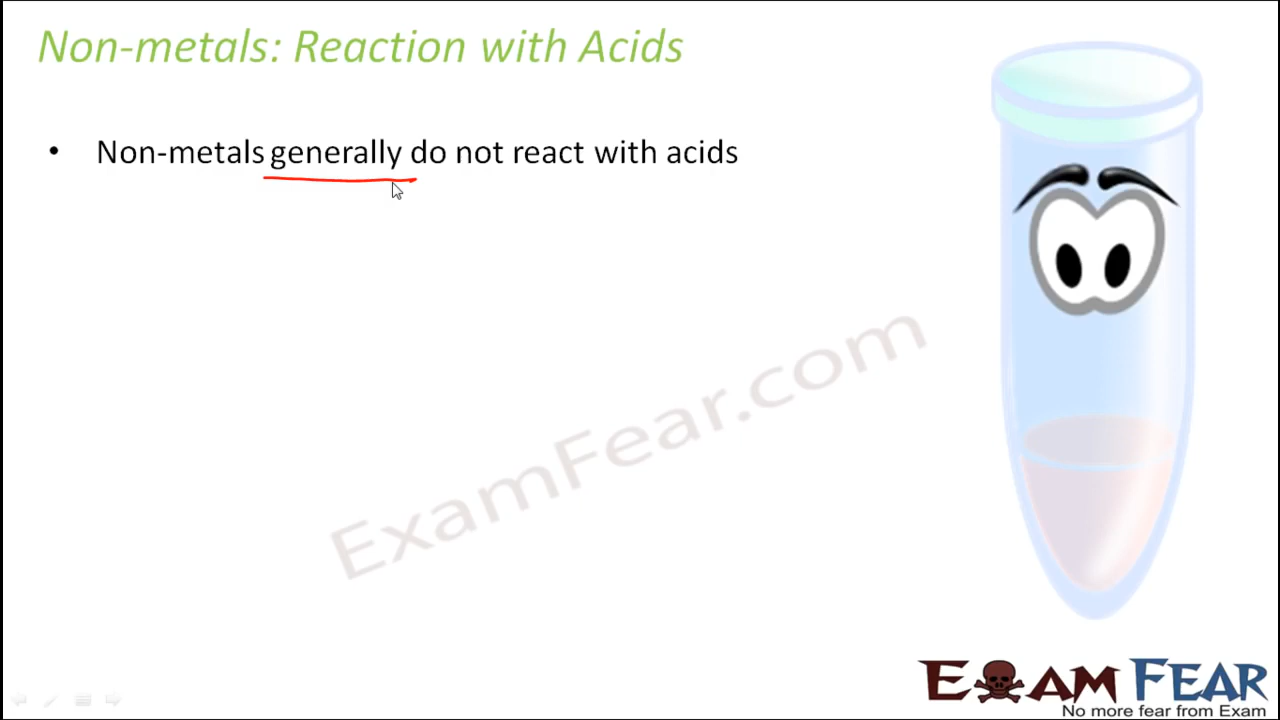 Non-metals: Reaction with Acids
• Non-metals generally do not react with acids
ExamFear.com
EXAM FEAR
No more fear from Exam